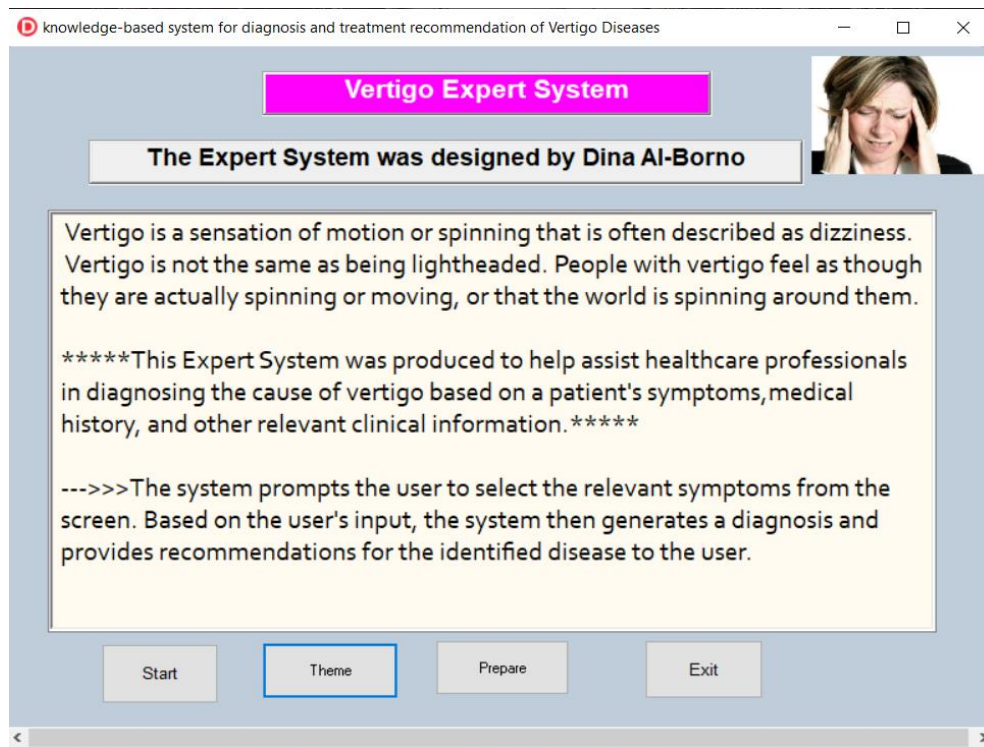 knowledge-based system for diagnosis and treatment recommendation of Vertigo Diseases
Vertigo Expert System
The Expert System was designed by Dina Al-Borno
Vertigo is a sensation of motion or spinning that is often described as dizziness.
Vertigo is not the same as being lightheaded. People with vertigo feel as though
they are actually spinning or moving, or that the world is spinning around them.
*****This Expert System was produced to help assist healthcare professionals
in diagnosing the cause of vertigo based on a patient's symptoms,medical
history, and other relevant clinical information.*****
--->>>The system prompts the user to select the relevant symptoms from the
screen. Based on the user's input, the system then generates a diagnosis and
provides recommendations for the identified disease to the user.
Start Theme Prepare Exit